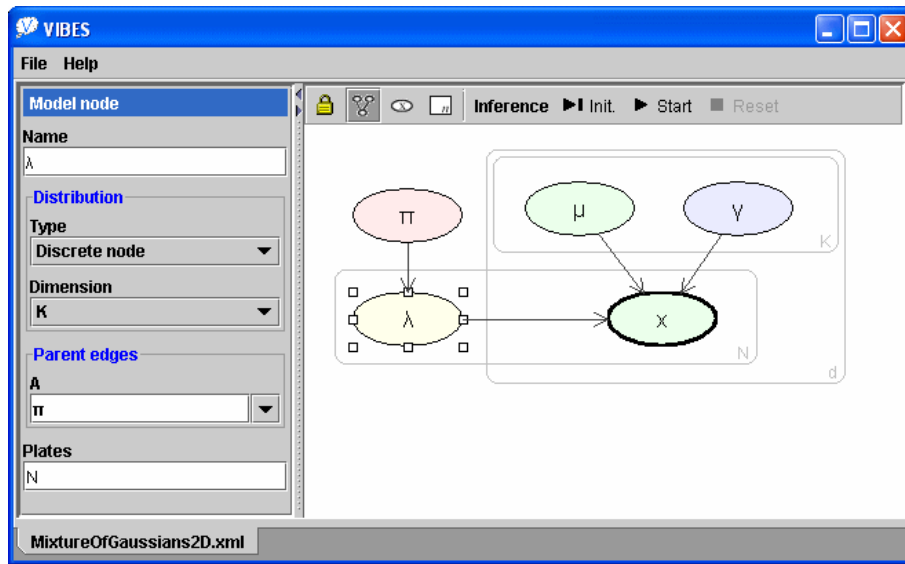 VIBES
File Help
Model node
Name
λ
Distribution
Type
Discrete node
Dimension
K
Parent edges
A
π
Plates
N
x n Inference Init. Start Reset
π
μ
γ
K
λ
x
N
d
MixtureOfGaussians2D.xml